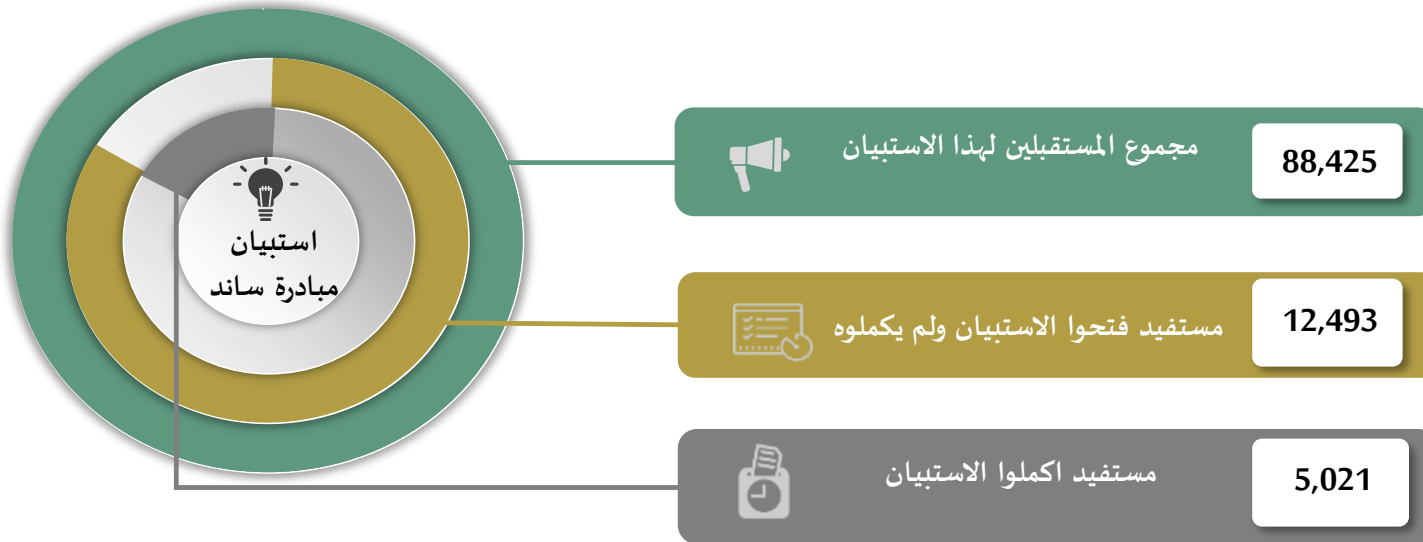 استبيان
مبادرة ساند
مجموع المستقبلين لهذا الاستبيان
88,425
مستفيد فتحوا الاستبيان ولم يكملوه
12,493
مستفيد اكملوا الاستبيان
5,021